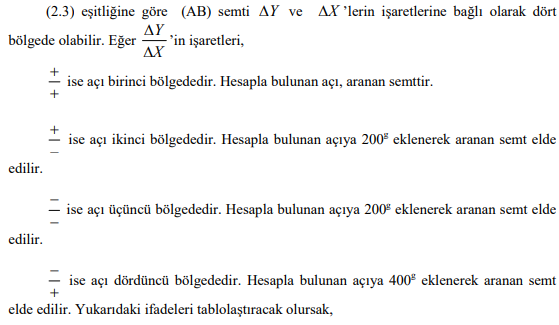 (2.3) eşitliğine göre (AB) semti ΔY ve ΔX 'lerin işaretlerine bağlı olarak dört
bölgede olabilir. Eğer ΔY/ΔX 'in işaretleri,
+/+ ise açı birinci bölgededir. Hesapla bulunan açı, aranan semttir.
+/− ise açı ikinci bölgededir. Hesapla bulunan açıya 200ᵍ eklenerek aranan semt elde
edilir.
−/− ise açı üçüncü bölgededir. Hesapla bulunan açıya 200ᵍ eklenerek aranan semt elde
edilir.
−/+ ise açı dördüncü bölgededir. Hesapla bulunan açıya 400ᵍ eklenerek aranan semt
elde edilir. Yukarıdaki ifadeleri tablolaştıracak olursak,